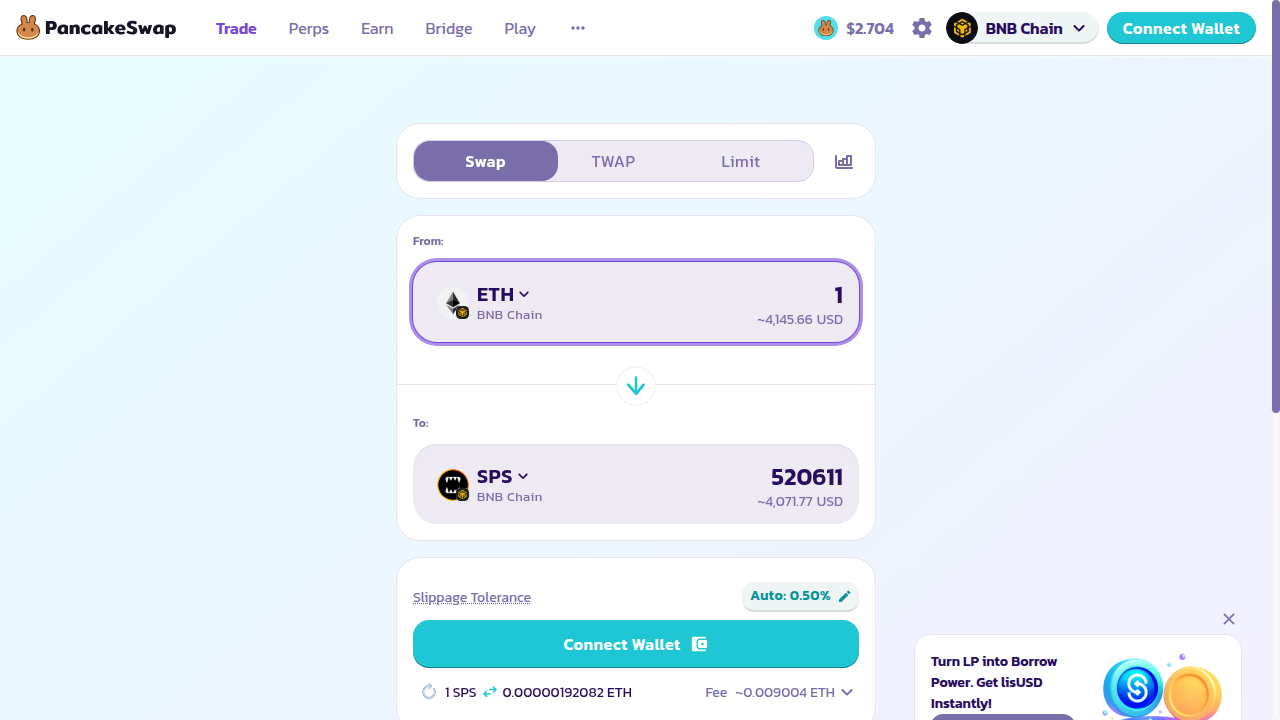 PancakeSwap Trade Perps Earn Bridge Play ••• $2.704 BNB Chain Connect Wallet
Swap TWAP Limit
From:
ETH 1
BNB Chain ~4,145.66 USD
To:
SPS 520611
BNB Chain ~4,071.77 USD
Slippage Tolerance Auto: 0.50%
Connect Wallet
1 SPS 0.00000192082 ETH Fee ~0.009004 ETH
Turn LP into Borrow
Power. Get lisUSD
Instantly!